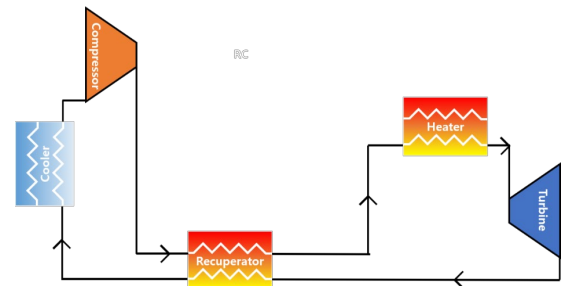 Compressor
RC
Heater
Cooler
Turbine
Recuperator